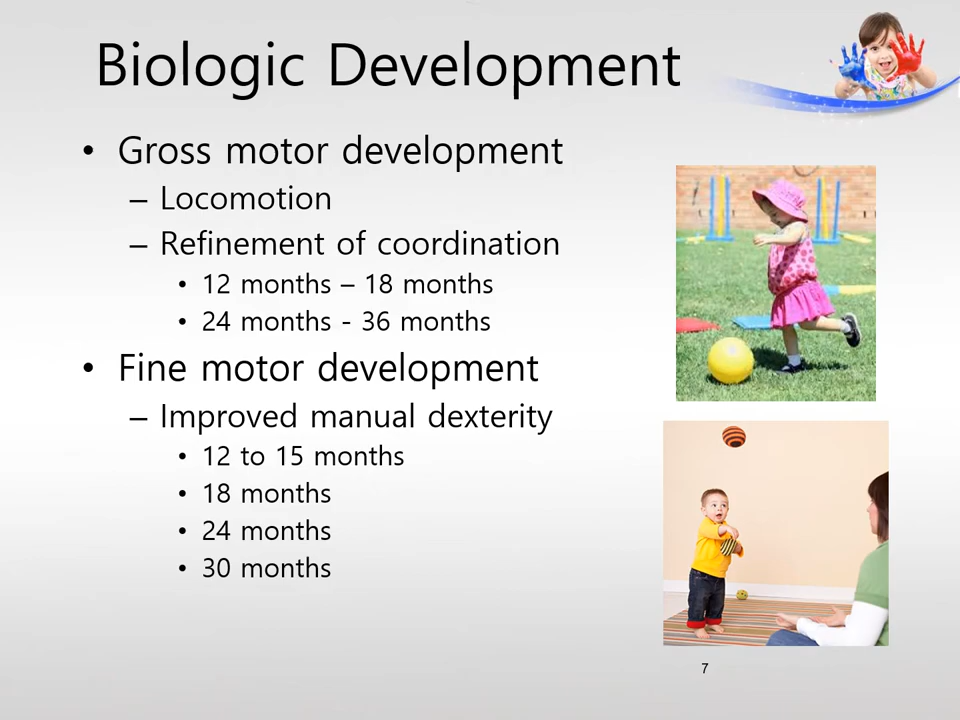 Biologic Development
• Gross motor development
– Locomotion
– Refinement of coordination
• 12 months – 18 months
• 24 months - 36 months
• Fine motor development
– Improved manual dexterity
• 12 to 15 months
• 18 months
• 24 months
• 30 months
7